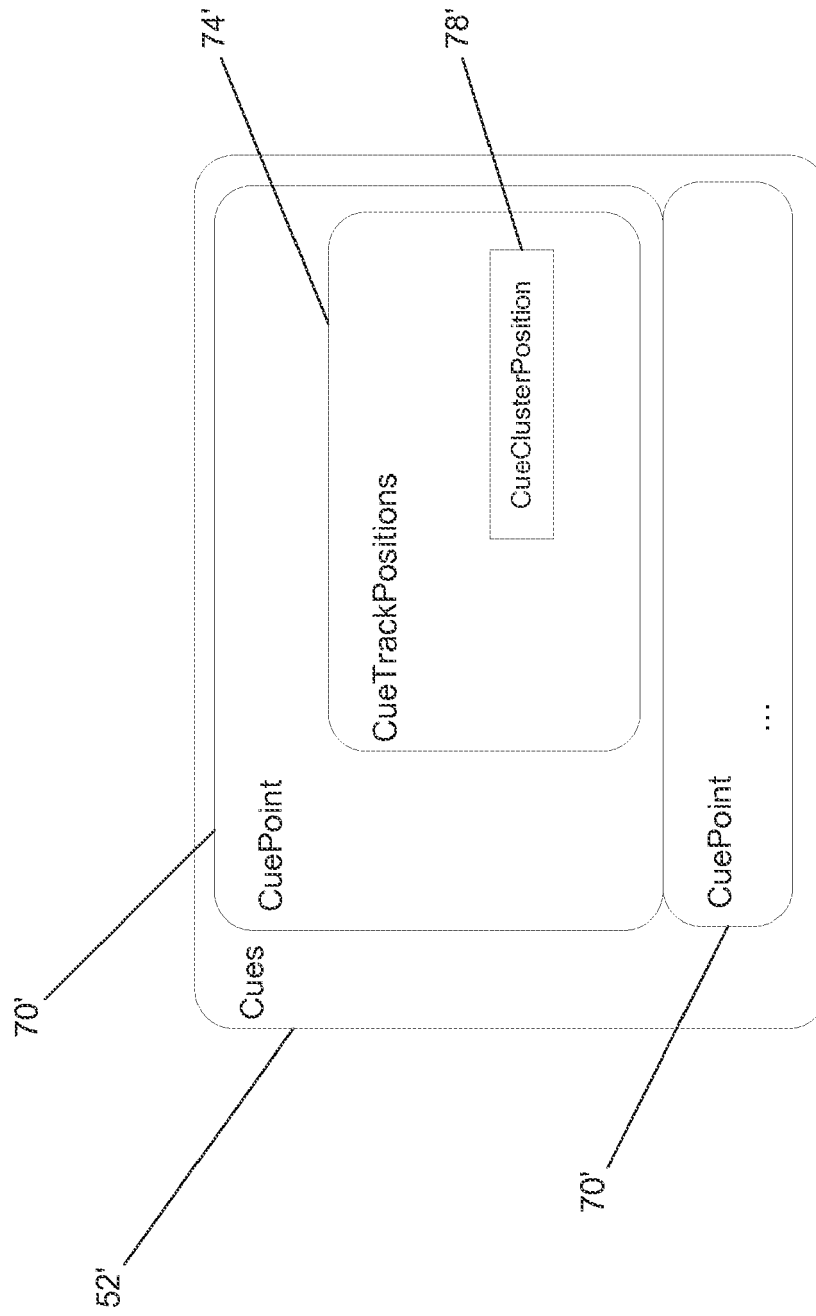 52'
70'
Cues
CuePoint
CueTrackPositions
74'
CueClusterPosition
78'
70'
CuePoint
...